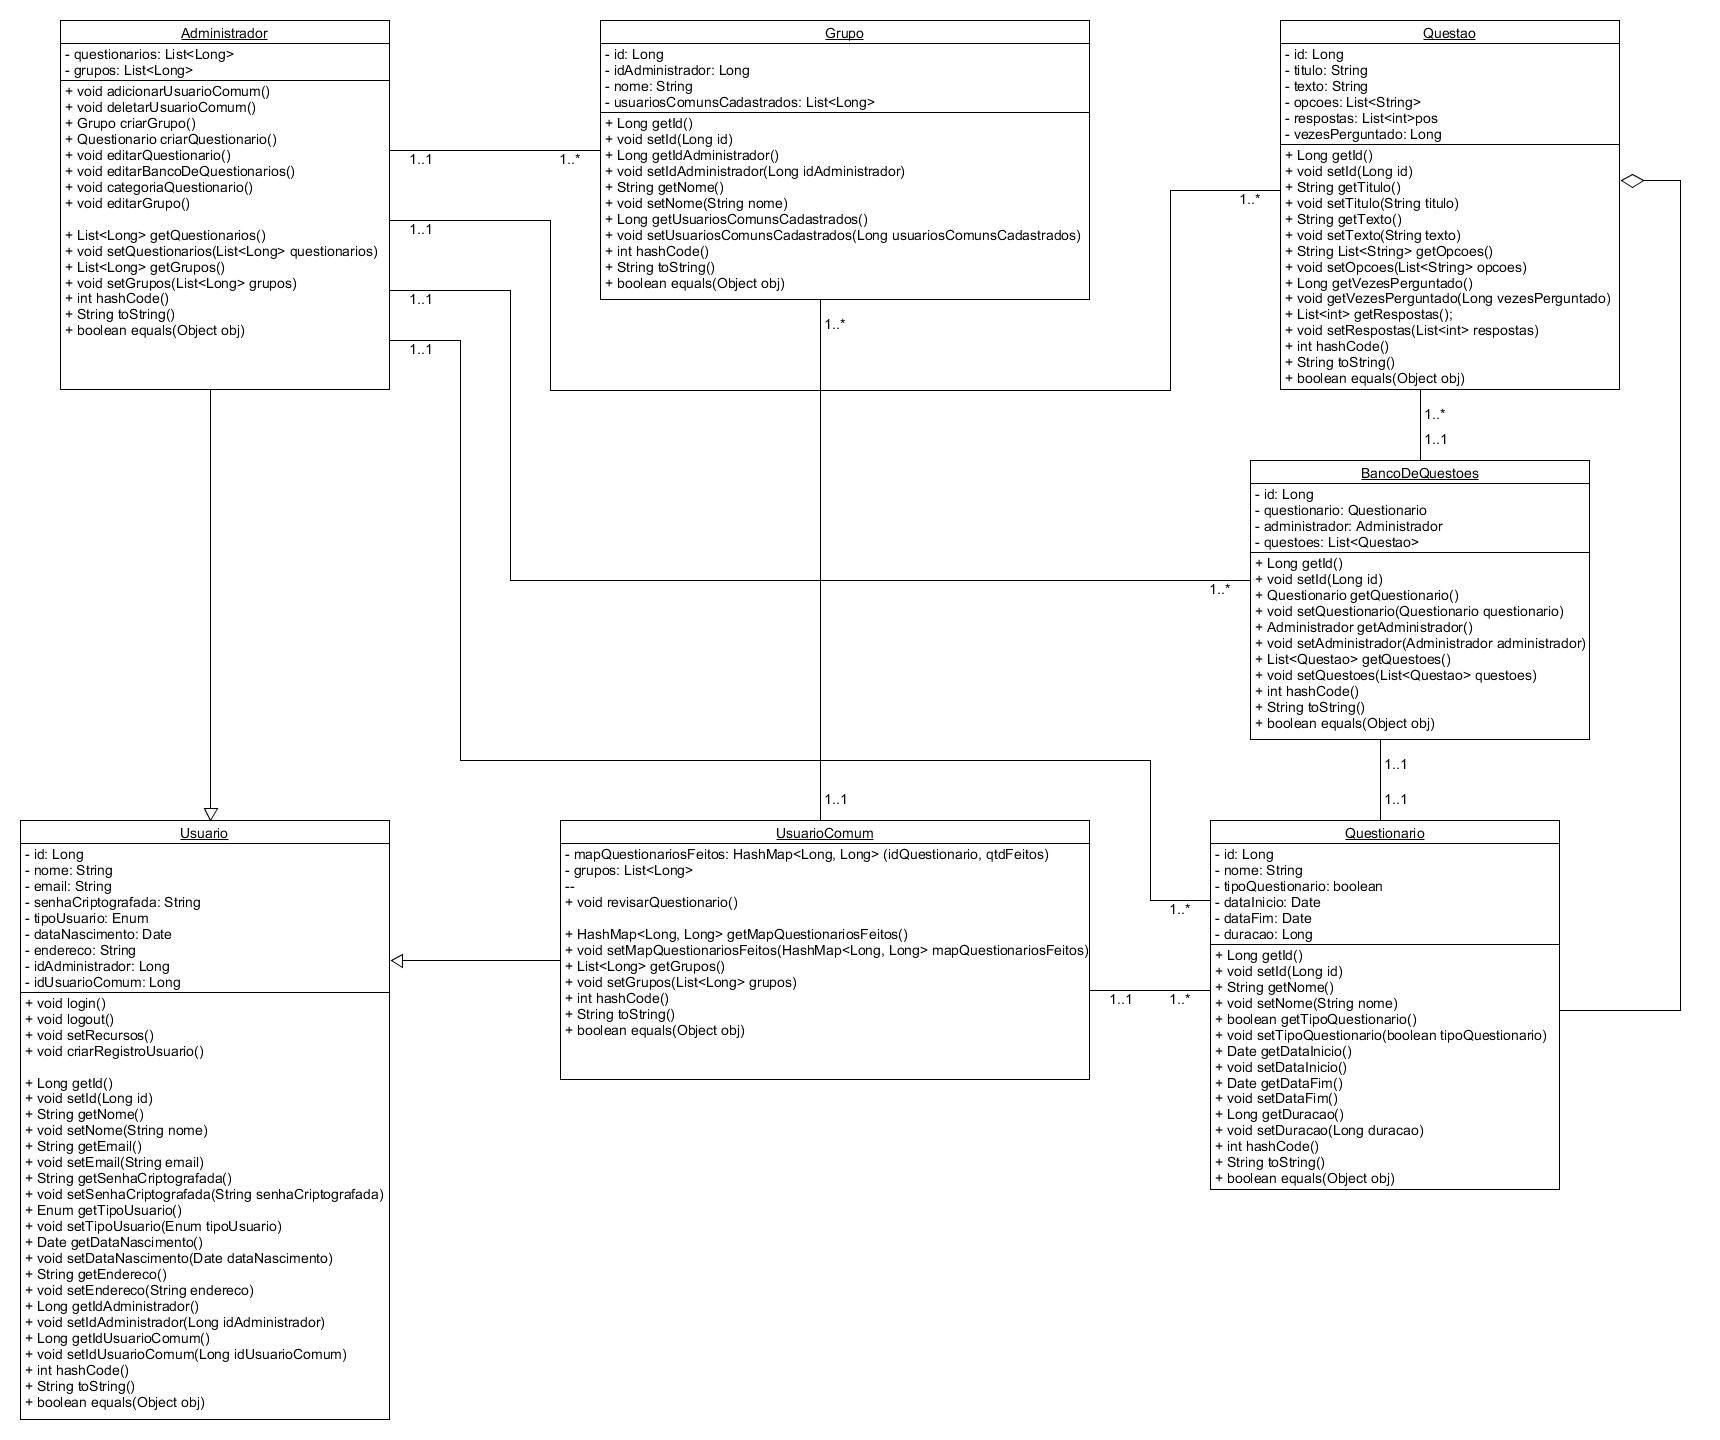 Administrador
- questionarios: List<Long>
- grupos: List<Long>
+ void adicionarUsuarioComum()
+ void deletarUsuarioComum()
+ Grupo criarGrupo()
+ Questionario criarQuestionario()
+ void editarQuestionario()
+ void editarBancoDeQuestionarios()
+ void categoriaQuestionario()
+ void editarGrupo()
+ List<Long> getQuestionarios()
+ void setQuestionarios(List<Long> questionarios)
+ List<Long> getGrupos()
+ void setGrupos(List<Long> grupos)
+ int hashCode()
+ String toString()
+ boolean equals(Object obj)
1..1
1..*
1..1
1..1
1..1
Grupo
- id: Long
- idAdministrador: Long
- nome: String
- usuariosComunsCadastrados: List<Long>
+ Long getId()
+ void setId(Long id)
+ Long getIdAdministrador()
+ void setIdAdministrador(Long idAdministrador)
+ String getNome()
+ void setNome(String nome)
+ Long getUsuariosComunsCadastrados()
+ void setUsuariosComunsCadastrados(Long usuariosComunsCadastrados)
+ int hashCode()
+ String toString()
+ boolean equals(Object obj)
1..*
1..*
Questao
- id: Long
- titulo: String
- texto: String
- opcoes: List<String>
- respostas: List<int>pos
- vezesPerguntado: Long
+ Long getId()
+ void setId(Long id)
+ String getTitulo()
+ void setTitulo(String titulo)
+ String getTexto()
+ void setTexto(String texto)
+ String List<String> getOpcoes()
+ void setOpcoes(List<String> opcoes)
+ Long getVezesPerguntado()
+ void getVezesPerguntado(Long vezesPerguntado)
+ List<int> getRespostas();
+ void setRespostas(List<int> respostas)
+ int hashCode()
+ String toString()
+ boolean equals(Object obj)
1..*
1..1
BancoDeQuestoes
- id: Long
- questionario: Questionario
- administrador: Administrador
- questoes: List<Questao>
+ Long getId()
+ void setId(Long id)
+ Questionario getQuestionario()
+ void setQuestionario(Questionario questionario)
+ Administrador getAdministrador()
+ void setAdministrador(Administrador administrador)
+ List<Questao> getQuestoes()
+ void setQuestoes(List<Questao> questoes)
+ int hashCode()
+ String toString()
+ boolean equals(Object obj)
1..*
1..1
1..1
Usuario
- id: Long
- nome: String
- email: String
- senhaCriptografada: String
- tipoUsuario: Enum
- dataNascimento: Date
- endereco: String
- idAdministrador: Long
- idUsuarioComum: Long
+ void login()
+ void logout()
+ void setRecursos()
+ void criarRegistroUsuario()
+ Long getId()
+ void setId(Long id)
+ String getNome()
+ void setNome(String nome)
+ String getEmail()
+ void setEmail(String email)
+ String getSenhaCriptografada()
+ void setSenhaCriptografada(String senhaCriptografada)
+ Enum getTipoUsuario()
+ void setTipoUsuario(Enum tipoUsuario)
+ Date getDataNascimento()
+ void setDataNascimento(Date dataNascimento)
+ String getEndereco()
+ void setEndereco(String endereco)
+ Long getIdAdministrador()
+ void setIdAdministrador(Long idAdministrador)
+ Long getIdUsuarioComum()
+ void setIdUsuarioComum(Long idUsuarioComum)
+ int hashCode()
+ String toString()
+ boolean equals(Object obj)
1..1
UsuarioComum
- mapQuestionariosFeitos: HashMap<Long, Long> (idQuestionario, qtdFeitos)
- grupos: List<Long>
--
+ void revisarQuestionario()
+ HashMap<Long, Long> getMapQuestionariosFeitos()
+ void setMapQuestionariosFeitos(HashMap<Long, Long> mapQuestionariosFeitos)
+ List<Long> getGrupos()
+ void setGrupos(List<Long> grupos)
+ int hashCode()
+ String toString()
+ boolean equals(Object obj)
1..*
1..1
1..*
Questionario
- id: Long
- nome: String
- tipoQuestionario: boolean
- dataInicio: Date
- dataFim: Date
- duracao: Long
+ Long getId()
+ void setId(Long id)
+ String getNome()
+ void setNome(String nome)
+ boolean getTipoQuestionario()
+ void setTipoQuestionario(boolean tipoQuestionario)
+ Date getDataInicio()
+ void setDataInicio()
+ Date getDataFim()
+ void setDataFim()
+ Long getDuracao()
+ void setDuracao(Long duracao)
+ int hashCode()
+ String toString()
+ boolean equals(Object obj)